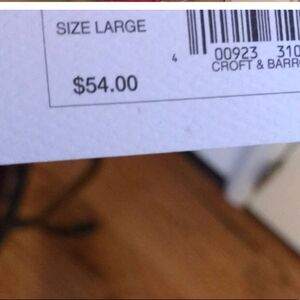 SIZE LARGE
4 00923 310
CROFT & BARR
$54.00